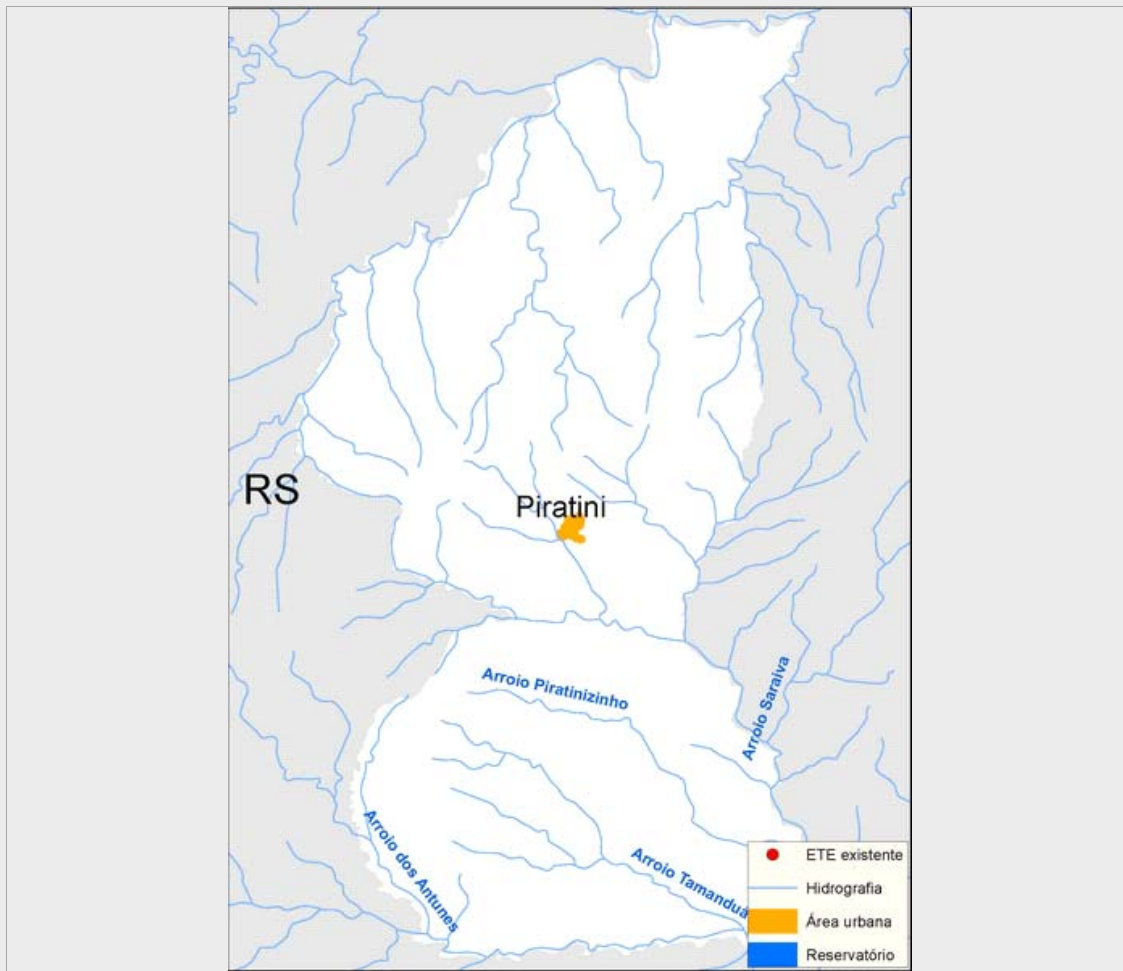 RS
Piratini
Arroio Piratinizinho
Arroio Saraiva
Arroio dos Antunes
Arroio Tamanduá
ETE existente
Hidrografia
Área urbana
Reservatório